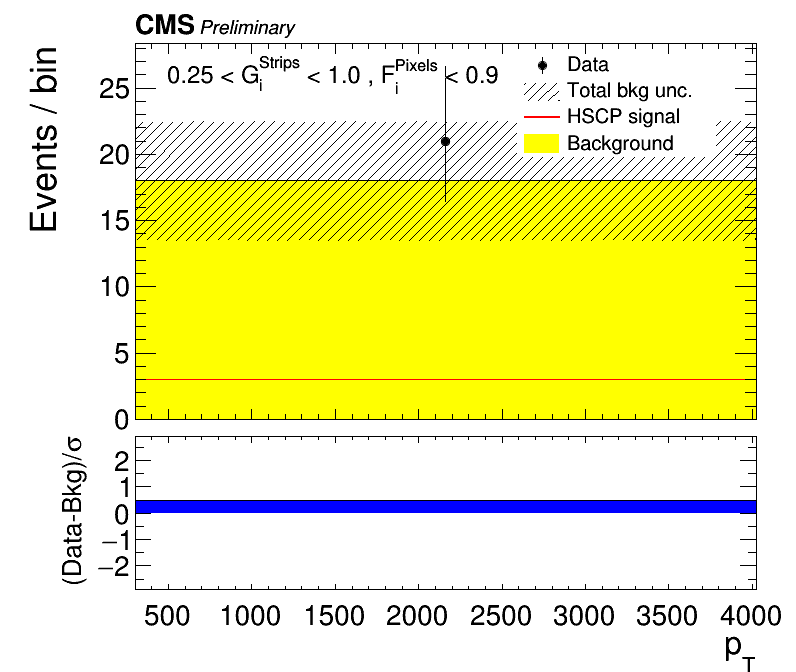 CMS Preliminary
0.25 < G_i^Strips < 1.0 , F_i^Pixels < 0.9
Data
Total bkg unc.
HSCP signal
Background
Events / bin
25
20
15
10
5
0
(Data-Bkg)/σ
2
1
0
−1
−2
500 1000 1500 2000 2500 3000 3500 4000
p_T